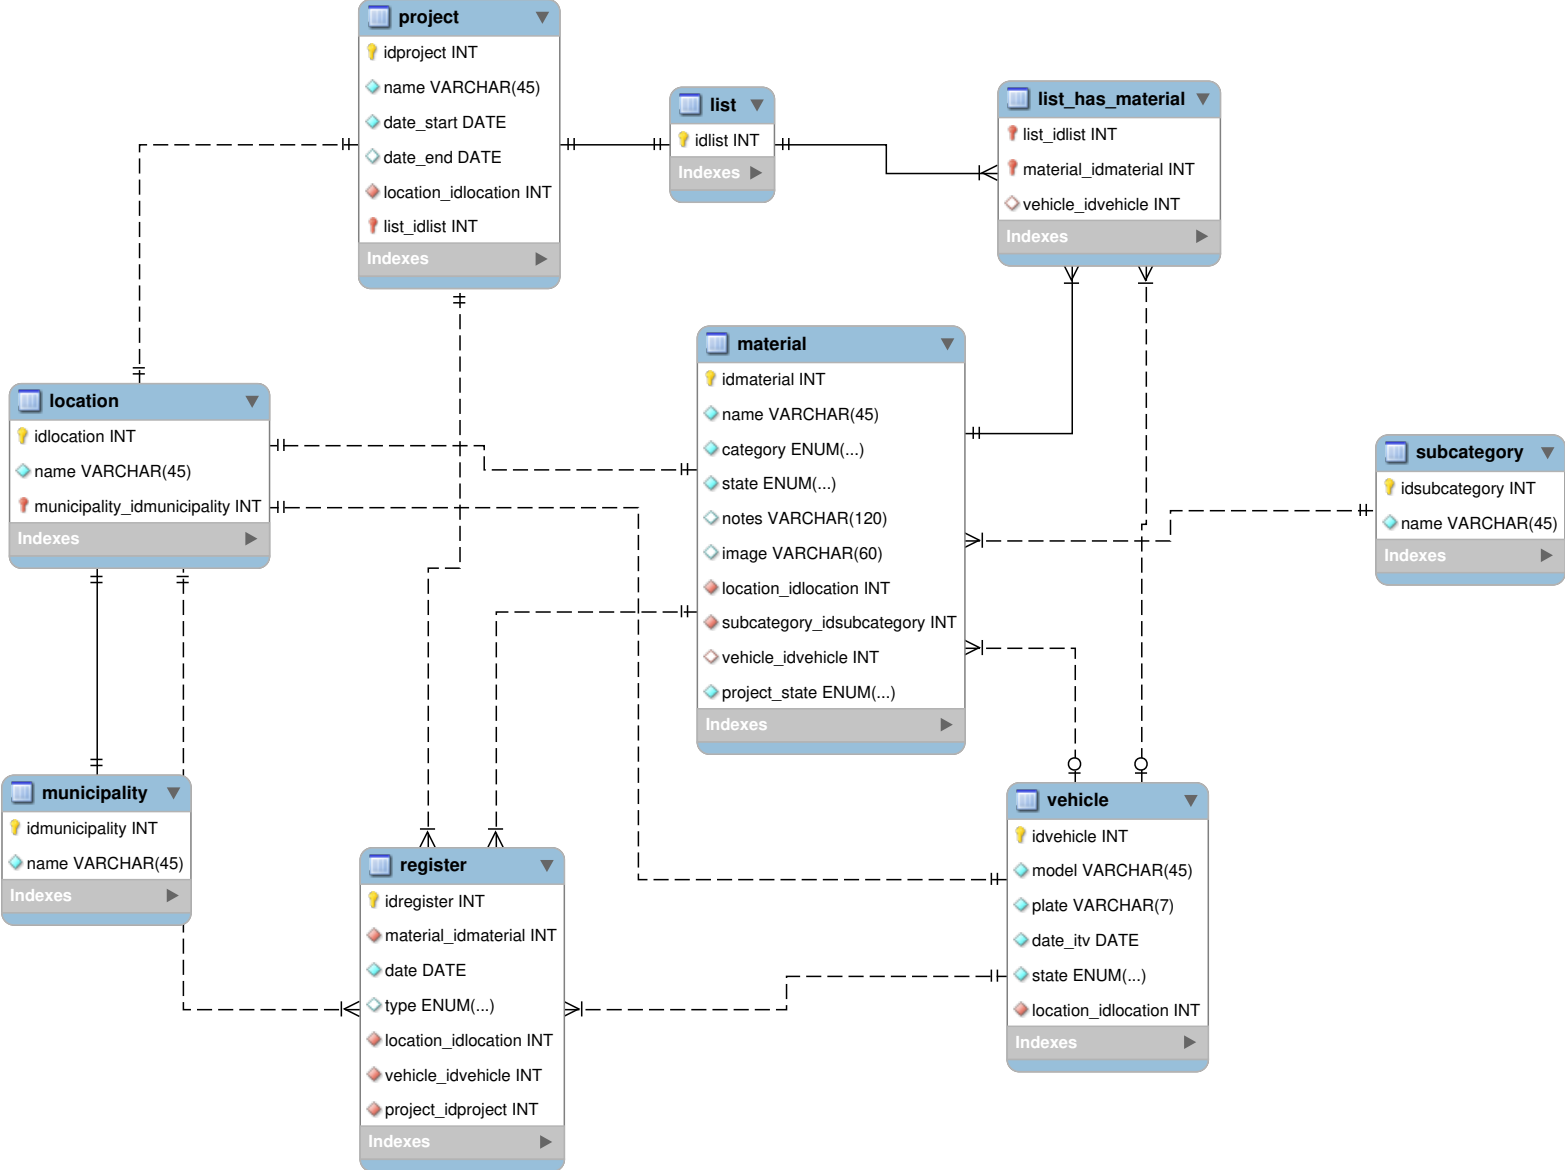 project
idproject INT
name VARCHAR(45)
date_start DATE
date_end DATE
location_idlocation INT
list_idlist INT
Indexes
list
idlist INT
Indexes
list_has_material
list_idlist INT
material_idmaterial INT
vehicle_idvehicle INT
Indexes
material
idmaterial INT
name VARCHAR(45)
category ENUM(...)
state ENUM(...)
notes VARCHAR(120)
image VARCHAR(60)
location_idlocation INT
subcategory_idsubcategory INT
vehicle_idvehicle INT
project_state ENUM(...)
Indexes
location
idlocation INT
name VARCHAR(45)
municipality_idmunicipality INT
Indexes
subcategory
idsubcategory INT
name VARCHAR(45)
Indexes
municipality
idmunicipality INT
name VARCHAR(45)
Indexes
register
idregister INT
material_idmaterial INT
date DATE
type ENUM(...)
location_idlocation INT
vehicle_idvehicle INT
project_idproject INT
Indexes
vehicle
idvehicle INT
model VARCHAR(45)
plate VARCHAR(7)
date_itv DATE
state ENUM(...)
location_idlocation INT
Indexes